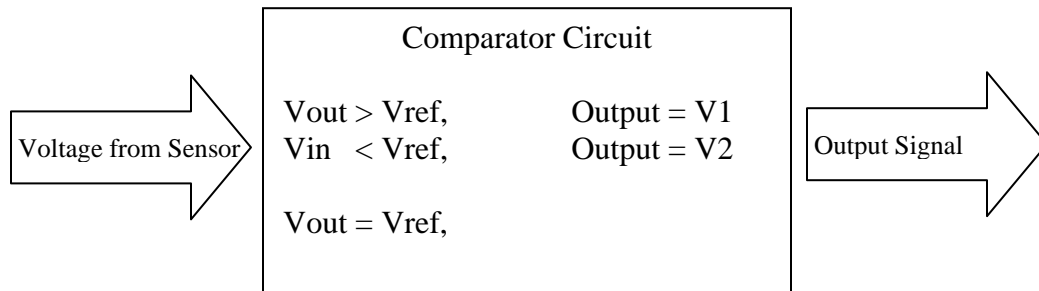 Comparator Circuit
Vout > Vref, Output = V1
Vin < Vref, Output = V2
Vout = Vref,
Voltage from Sensor
Output Signal